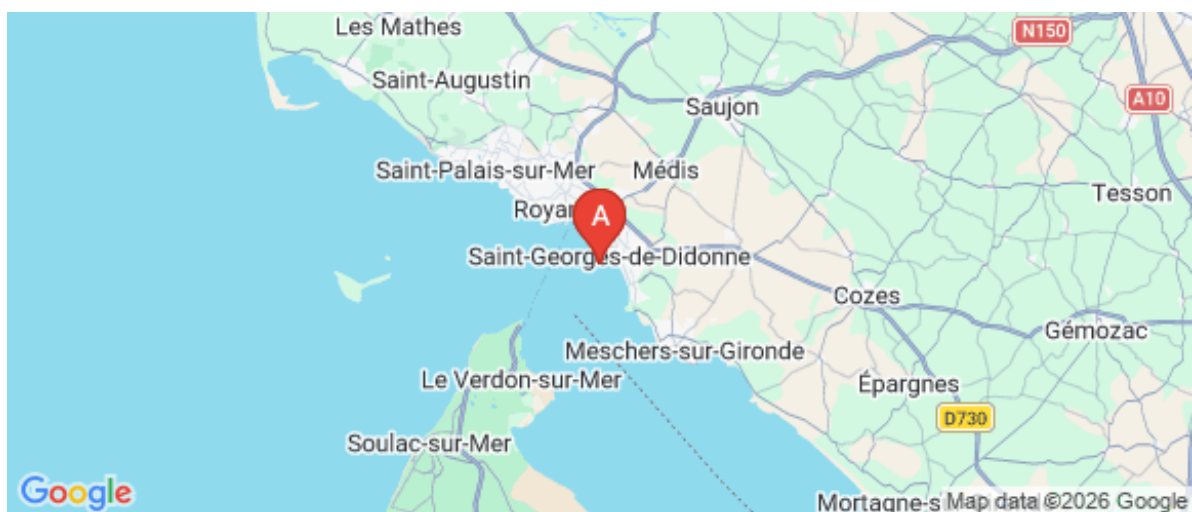 Les Mathes
N150
Saint-Augustin
A10
Saujon
Saint-Palais-sur-Mer
Médis
Tesson
A
Saint-Georges-de-Didonne
Cozes
Gémozac
Meschers-sur-Gironde
Le Verdon-sur-Mer
Épargnes
D730
Soulac-sur-Mer
Google
Map data ©2026 Google